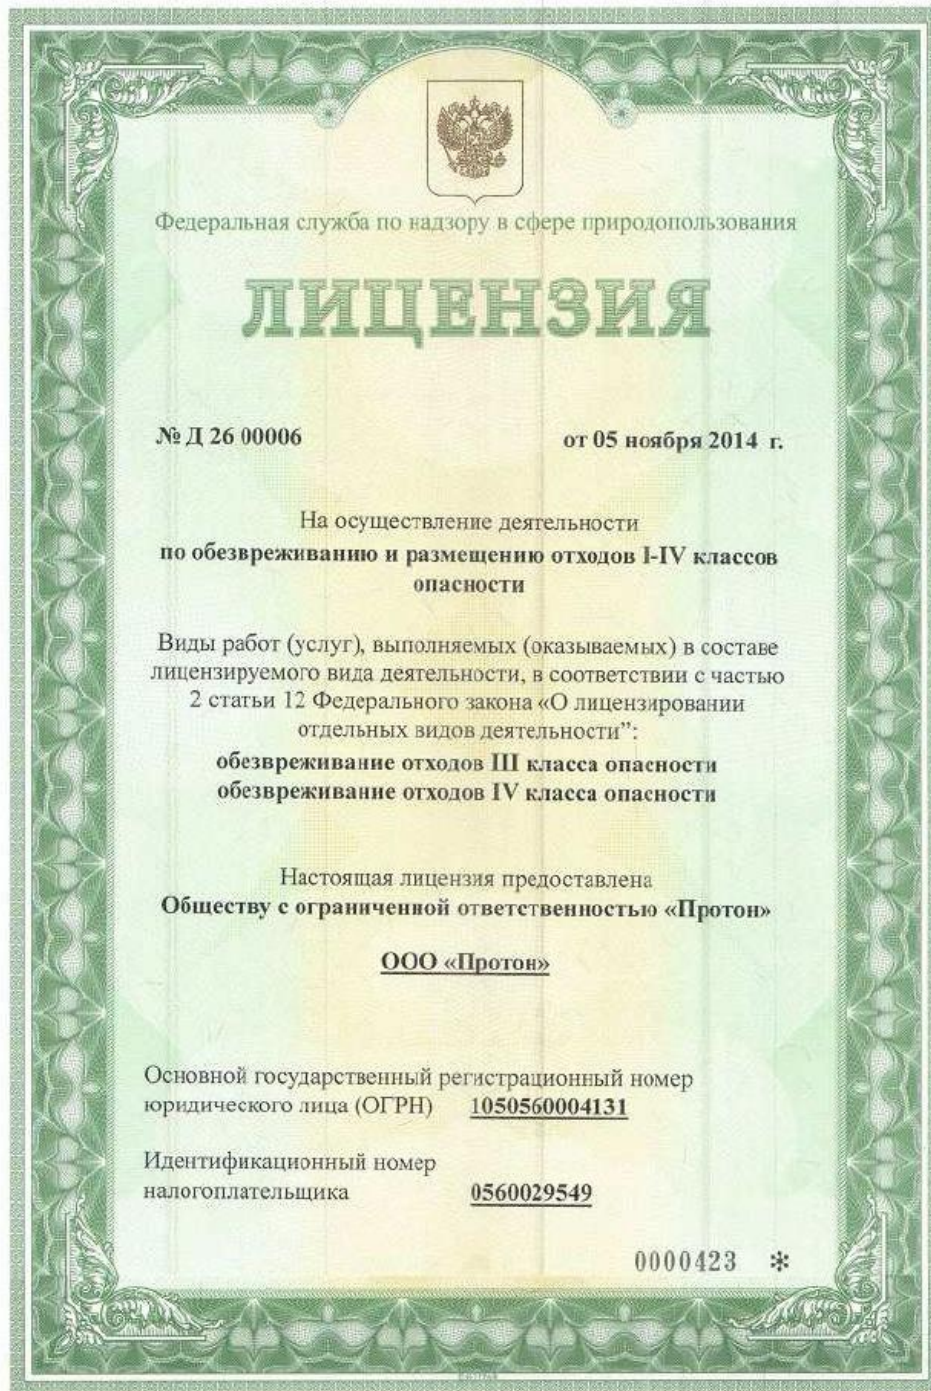 Федеральная служба по надзору в сфере природопользования
ЛИЦЕНЗИЯ
№ Д 26 00006 от 05 ноября 2014 г.
На осуществление деятельности
по обезвреживанию и размещению отходов I-IV классов
опасности
Виды работ (услуг), выполняемых (оказываемых) в составе
лицензируемого вида деятельности, в соответствии с частью
2 статьи 12 Федерального закона «О лицензировании
отдельных видов деятельности”:
обезвреживание отходов III класса опасности
обезвреживание отходов IV класса опасности
Настоящая лицензия предоставлена
Обществу с ограниченной ответственностью «Протон»
ООО «Протон»
Основной государственный регистрационный номер
юридического лица (ОГРН) 1050560004131
Идентификационный номер
налогоплательщика 0560029549
0000423 *